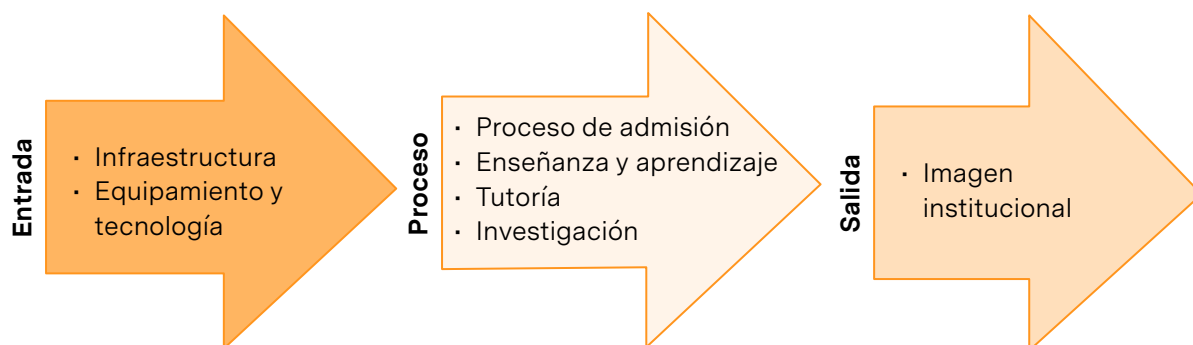 Entrada
· Infraestructura
· Equipamiento y
tecnología
Proceso
· Proceso de admisión
· Enseñanza y aprendizaje
· Tutoría
· Investigación
Salida
· Imagen
institucional